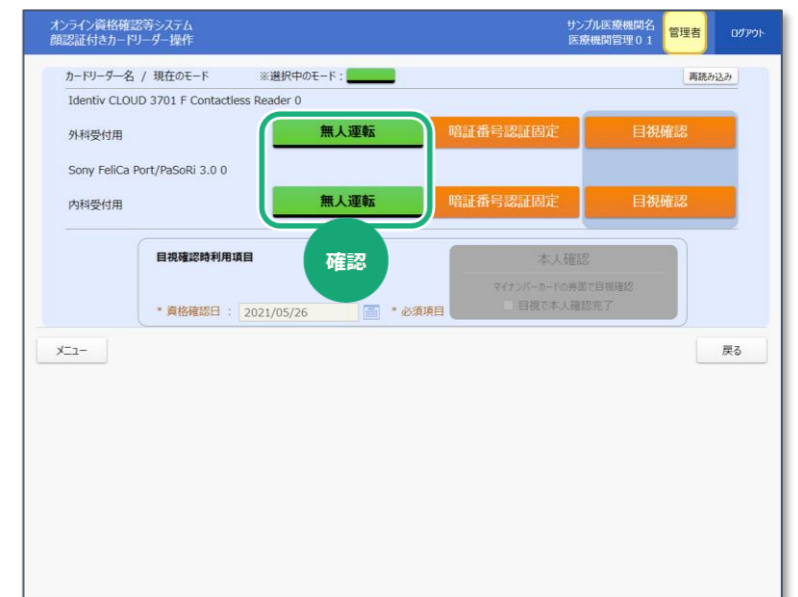 オンライン資格確認等システム
顔認証付きカードリーダー操作
サンプル医療機関名
医療機関管理01
管理者
ログアウト
カードリーダー名 / 現在のモード
※選択中のモード：
再読み込み
Identiv CLOUD 3701 F Contactless Reader 0
外科受付用
無人運転
暗証番号認証固定
目視確認
Sony FeliCa Port/PaSoRi 3.0 0
内科受付用
無人運転
暗証番号認証固定
目視確認
確認
目視確認時利用項目
本人確認
マイナンバーカードの券面で目視確認
目視で本人確認完了
* 資格確認日 ： 2021/05/26
* 必須項目
メニュー
戻る